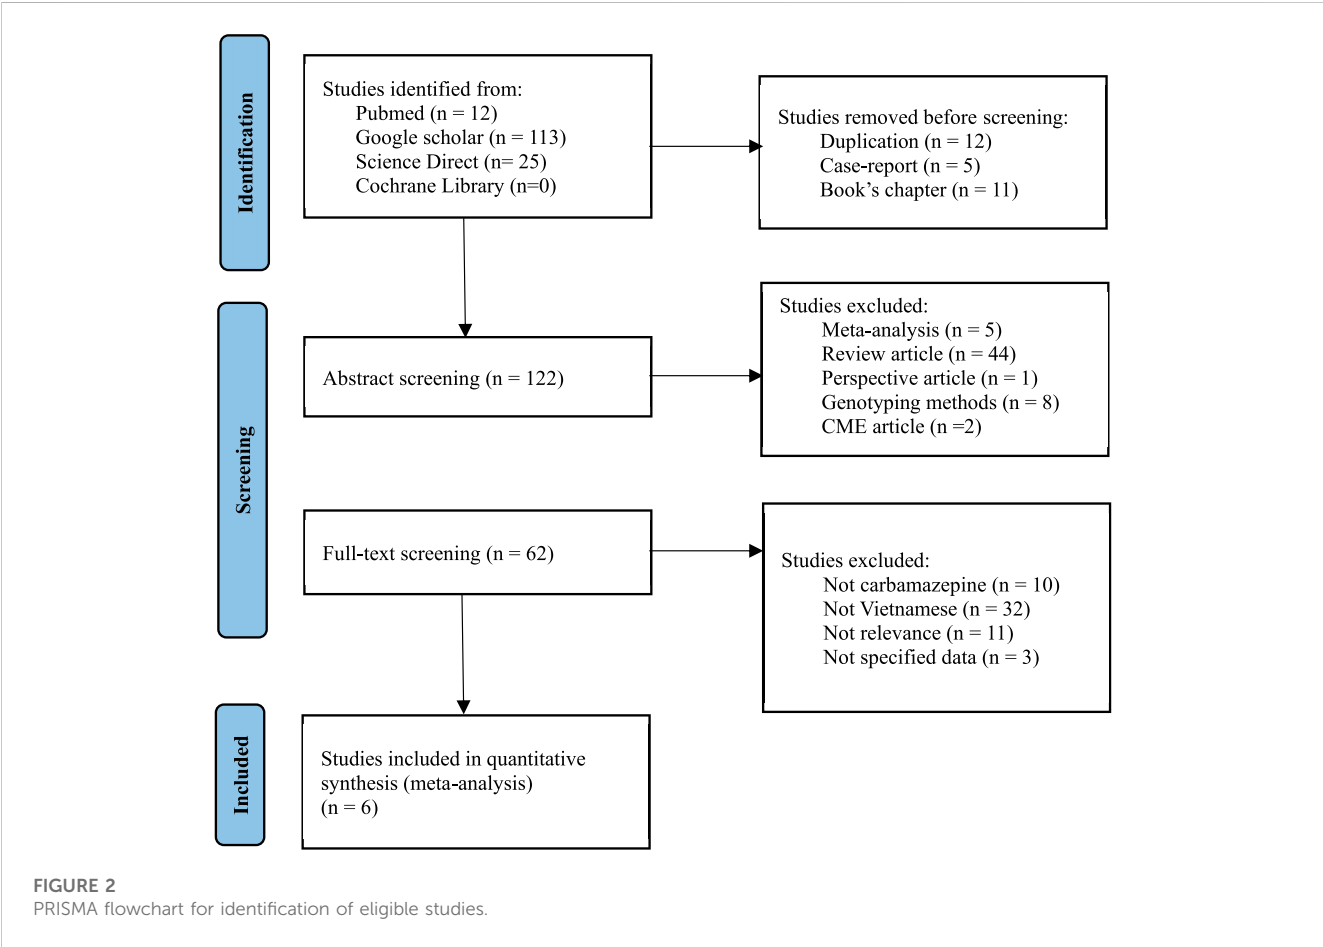 Identification
Studies identified from:
Pubmed (n = 12)
Google scholar (n = 113)
Science Direct (n= 25)
Cochrane Library (n=0)
Studies removed before screening:
Duplication (n = 12)
Case-report (n = 5)
Book’s chapter (n = 11)
Screening
Abstract screening (n = 122)
Studies excluded:
Meta-analysis (n = 5)
Review article (n = 44)
Perspective article (n = 1)
Genotyping methods (n = 8)
CME article (n =2)
Full-text screening (n = 62)
Studies excluded:
Not carbamazepine (n = 10)
Not Vietnamese (n = 32)
Not relevance (n = 11)
Not specified data (n = 3)
Included
Studies included in quantitative
synthesis (meta-analysis)
(n = 6)
FIGURE 2
PRISMA flowchart for identification of eligible studies.